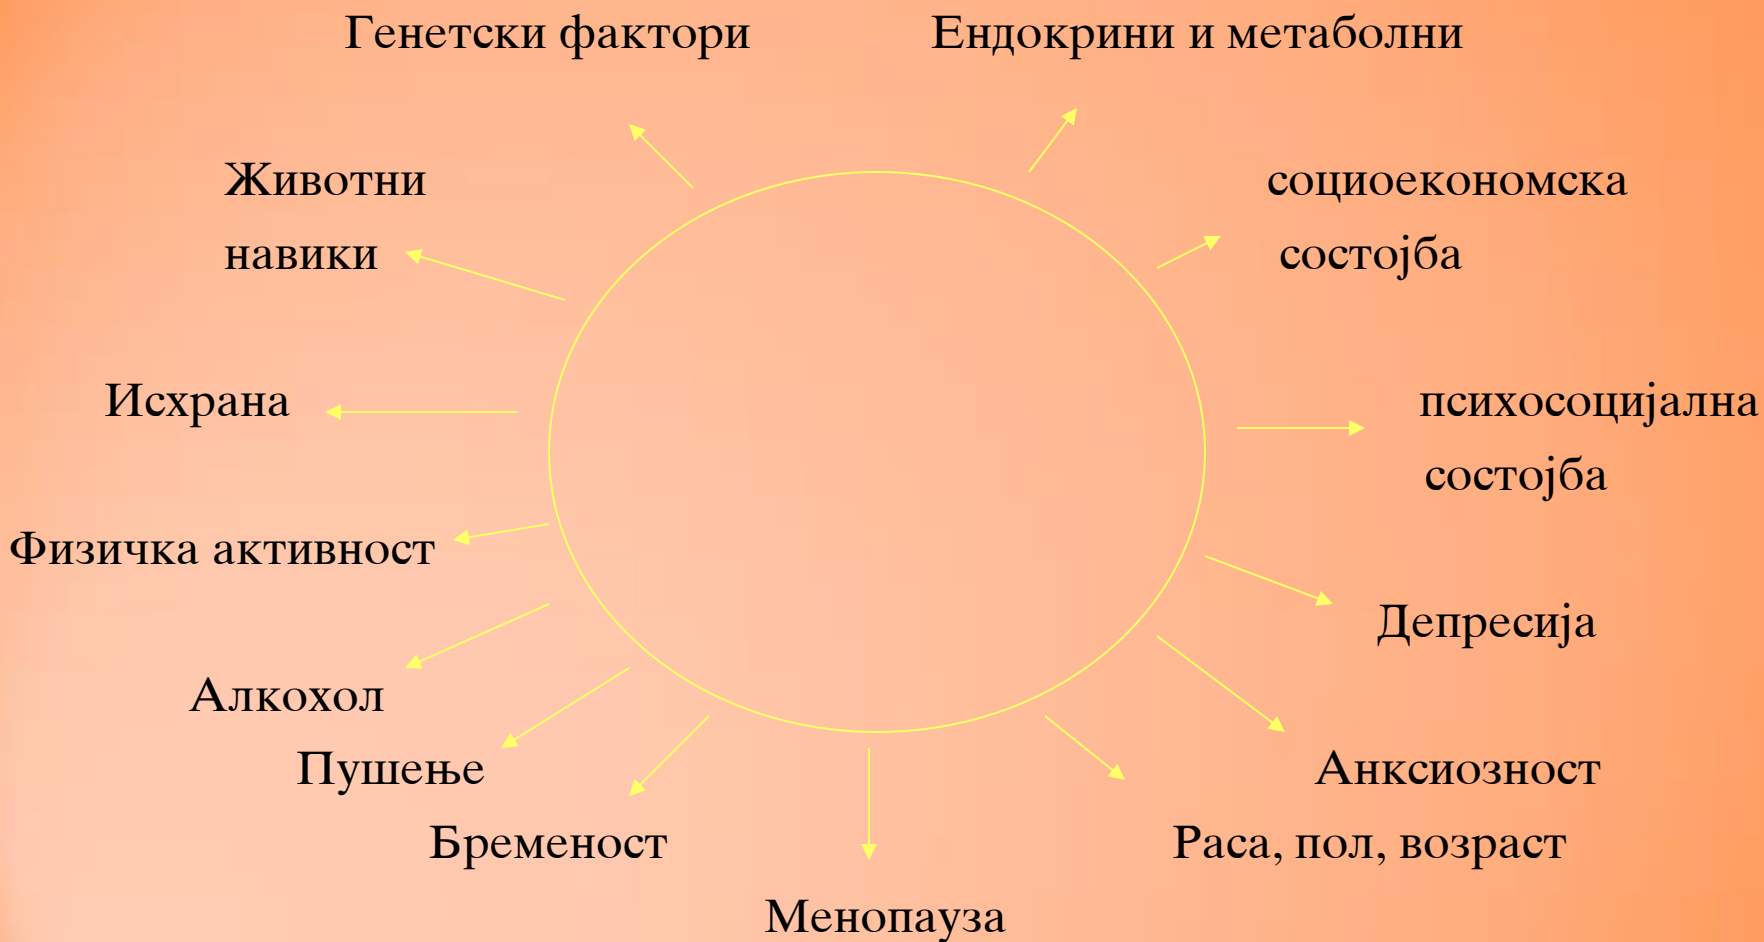 Генетски фактори
Ендокрини и метаболни
Животни
навики
социоекономска
состојба
Исхрана
психосоцијална
состојба
Физичка активност
Депресија
Алкохол
Пушење
Анксиозност
Бременост
Раса, пол, возраст
Менопауза